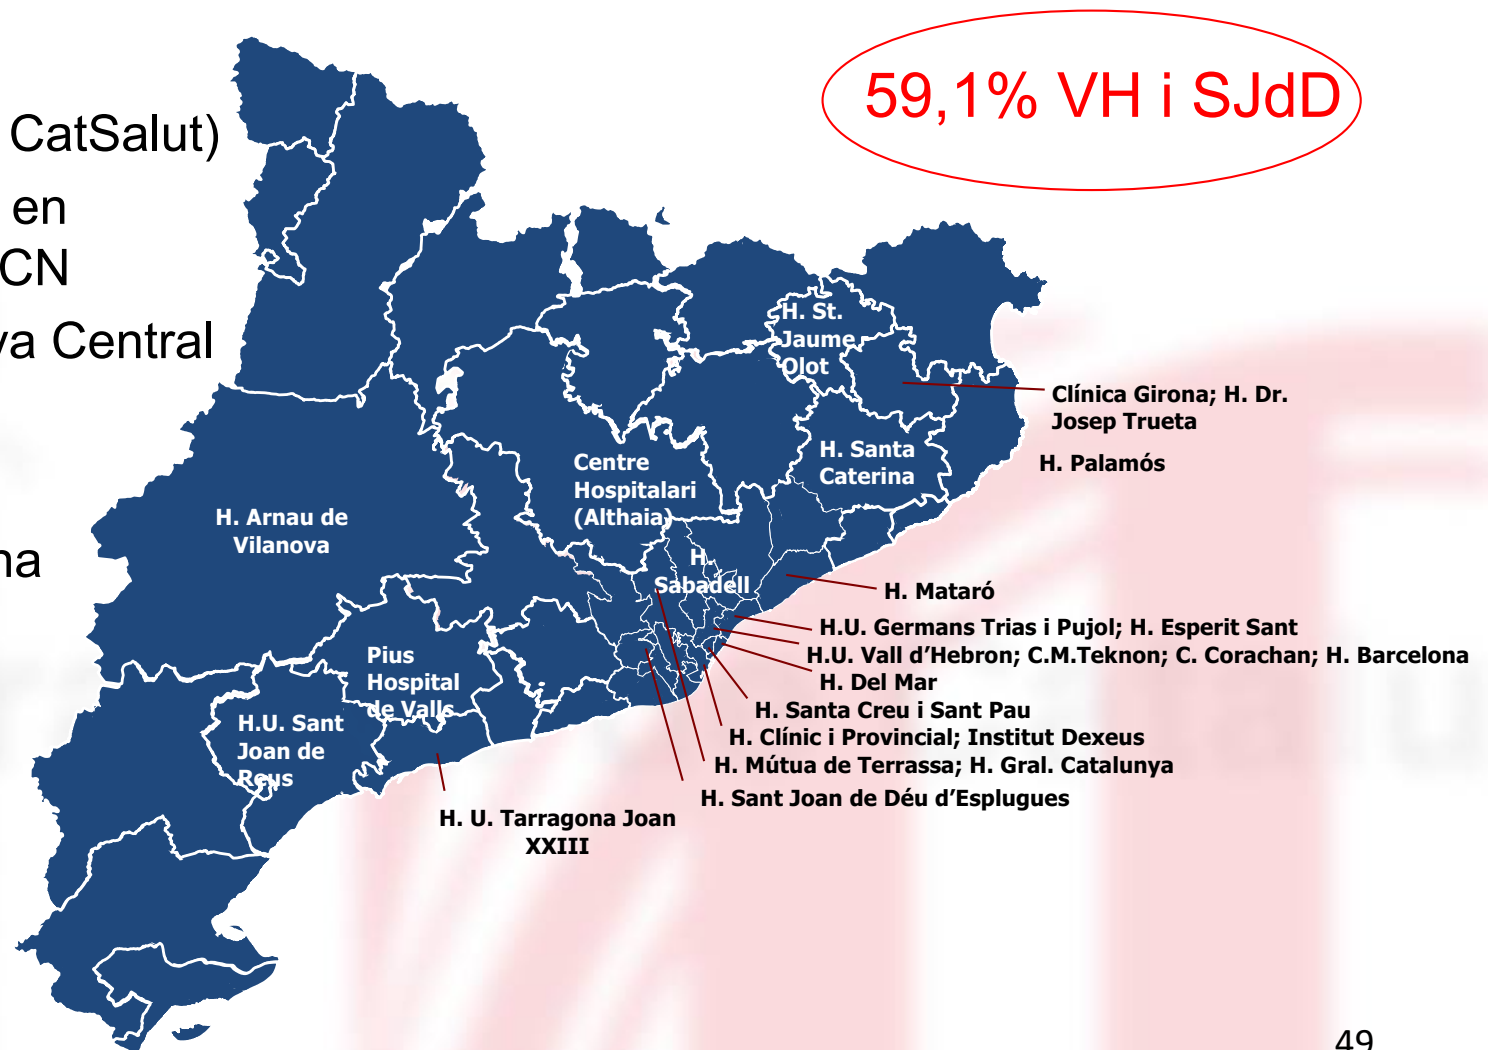 59,1% VH i SJdD
CatSalut)
en
CN
Central
H. St.
Jaume
Olot
Clínica Girona; H. Dr.
Josep Trueta
H. Palamós
H. Santa
Caterina
Centre
Hospitalari
(Althaia)
H. Arnau de
Vilanova
H.
Sabadell
H. Mataró
H.U. Germans Trias i Pujol; H. Esperit Sant
H.U. Vall d’Hebron; C.M.Teknon; C. Corachan; H. Barcelona
H. Del Mar
H. Santa Creu i Sant Pau
H. Clínic i Provincial; Institut Dexeus
H. Mútua de Terrassa; H. Gral. Catalunya
H. Sant Joan de Déu d’Esplugues
Pius
Hospital
de Valls
H.U. Sant
Joan de
Reus
H. U. Tarragona Joan
XXIII
49